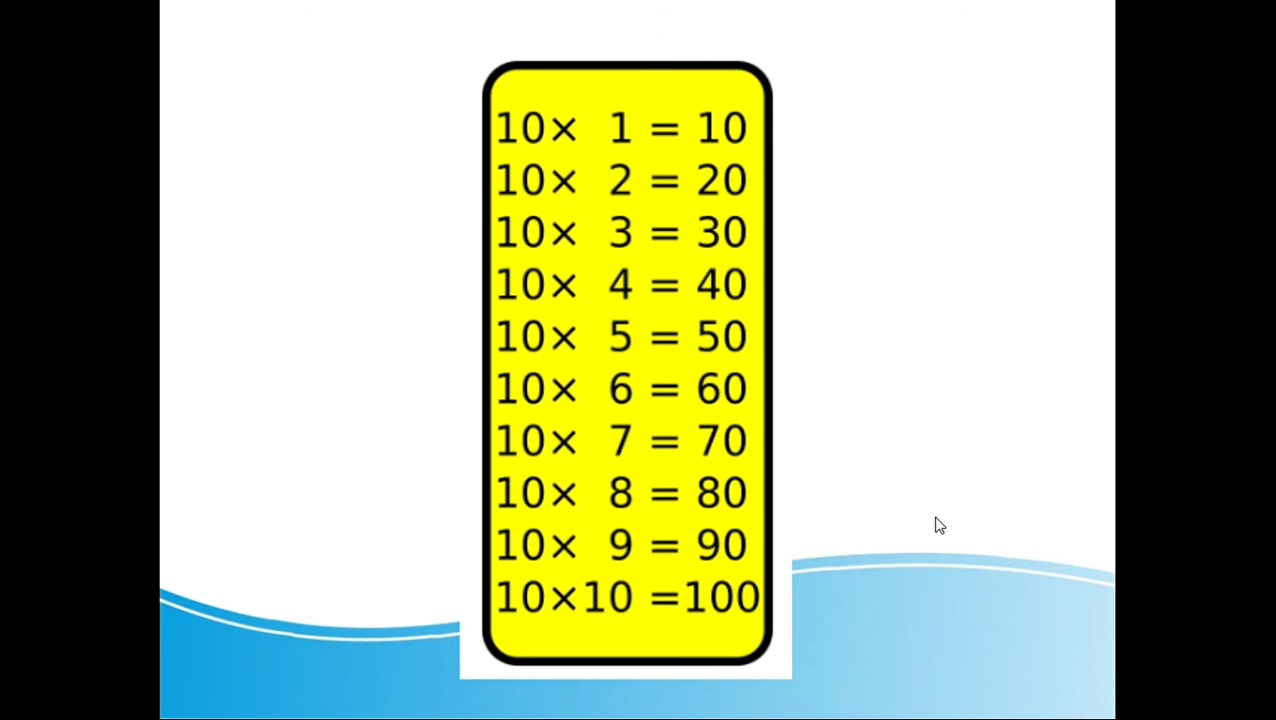 10× 1 = 10
10× 2 = 20
10× 3 = 30
10× 4 = 40
10× 5 = 50
10× 6 = 60
10× 7 = 70
10× 8 = 80
10× 9 = 90
10×10 =100